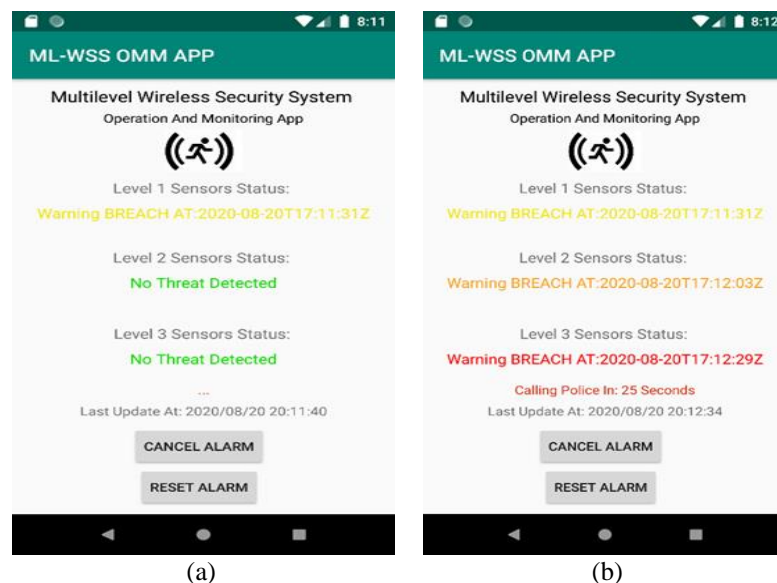 8:11
ML-WSS OMM APP
Multilevel Wireless Security System
Operation And Monitoring App
Level 1 Sensors Status:
Warning BREACH AT:2020-08-20T17:11:31Z
Level 2 Sensors Status:
No Threat Detected
Level 3 Sensors Status:
No Threat Detected
...
Last Update At: 2020/08/20 20:11:40
CANCEL ALARM
RESET ALARM
(a)
8:12
ML-WSS OMM APP
Multilevel Wireless Security System
Operation And Monitoring App
Level 1 Sensors Status:
Warning BREACH AT:2020-08-20T17:11:31Z
Level 2 Sensors Status:
Warning BREACH AT:2020-08-20T17:12:03Z
Level 3 Sensors Status:
Warning BREACH AT:2020-08-20T17:12:29Z
Calling Police In: 25 Seconds
Last Update At: 2020/08/20 20:12:34
CANCEL ALARM
RESET ALARM
(b)